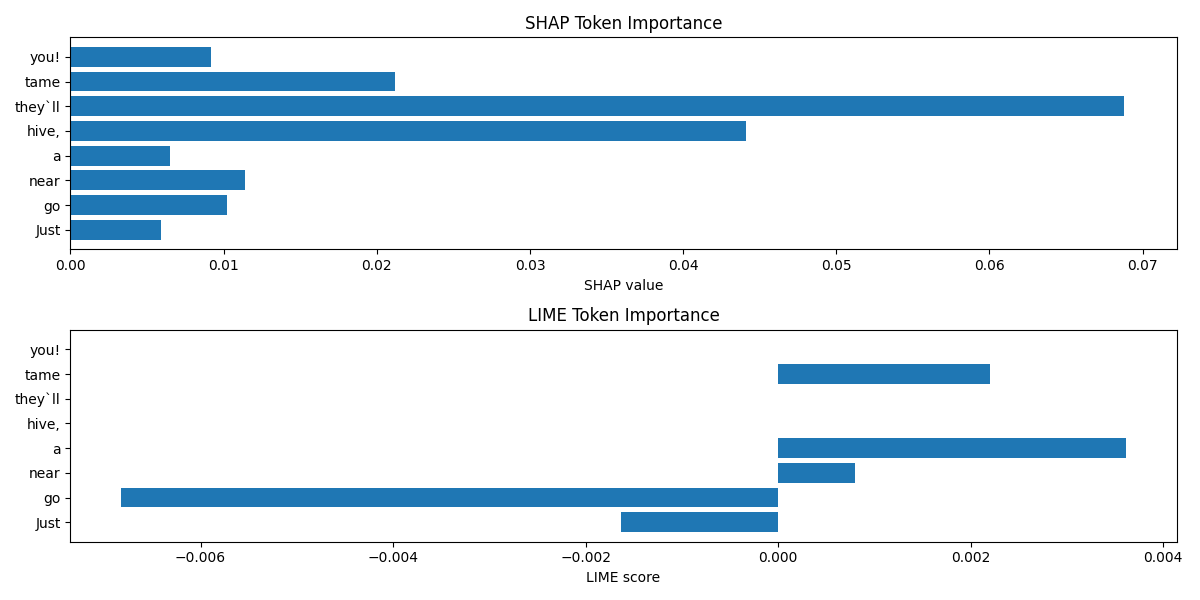 SHAP Token Importance
you!
tame
they`ll
hive,
a
near
go
Just
0.00 0.01 0.02 0.03 0.04 0.05 0.06 0.07
SHAP value
LIME Token Importance
you!
tame
they`ll
hive,
a
near
go
Just
−0.006 −0.004 −0.002 0.000 0.002 0.004
LIME score